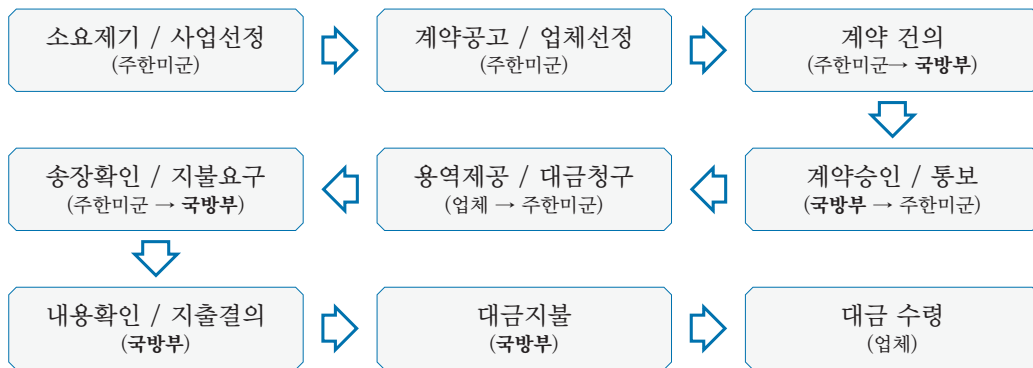 소요제기 / 사업선정
(주한미군)
계약공고 / 업체선정
(주한미군)
계약 건의
(주한미군→ 국방부)
송장확인 / 지불요구
(주한미군 → 국방부)
용역제공 / 대금청구
(업체 → 주한미군)
계약승인 / 통보
(국방부 → 주한미군)
내용확인 / 지출결의
(국방부)
대금지불
(국방부)
대금 수령
(업체)